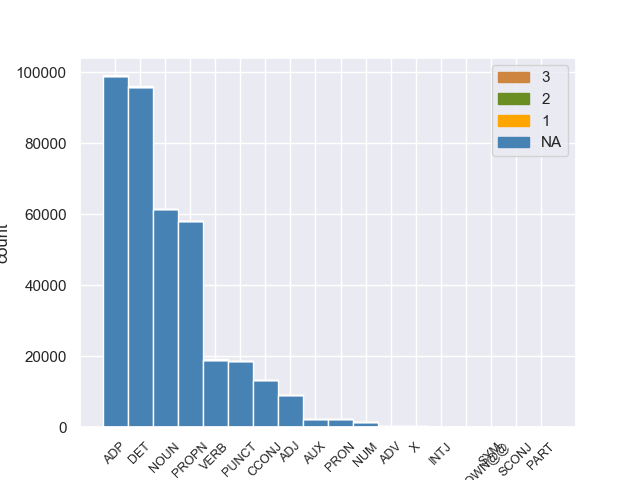 100000
80000
60000
40000
20000
0
count
3
2
1
NA
ADP
DET
NOUN
PROPN
VERB
PUNCT
CCONJ
ADJ
AUX
PRON
NUM
ADV
X
INTJ
SYM
SCONJ
PART